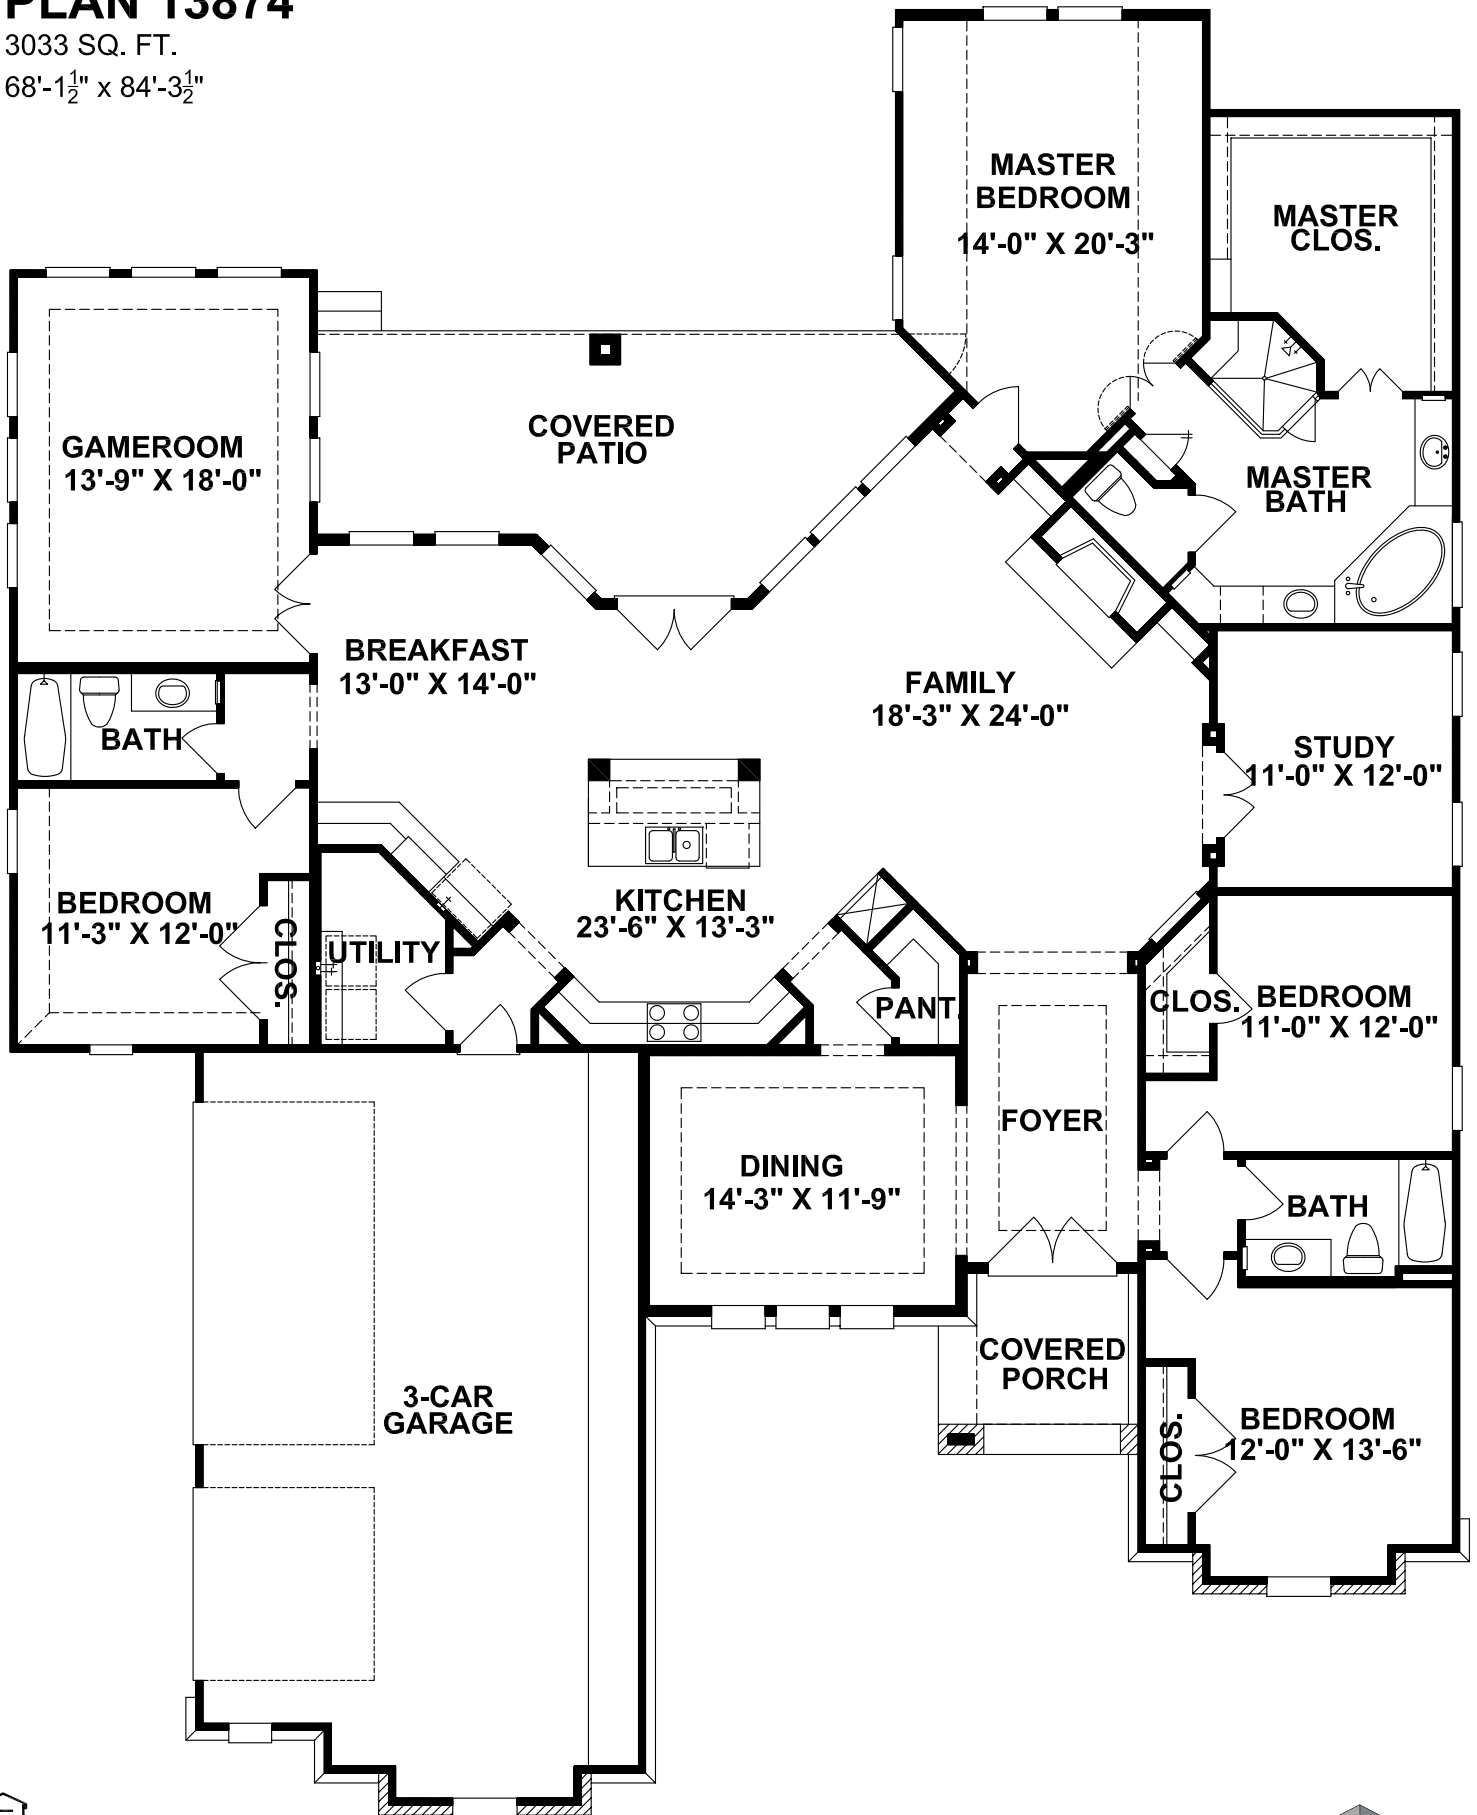 PLAN 13874
3033 SQ. FT.
68'-1½" x 84'-3½"
MASTER
BEDROOM
14'-0" X 20'-3"
MASTER
CLOS.
GAMEROOM
13'-9" X 18'-0"
COVERED
PATIO
MASTER
BATH
BREAKFAST
13'-0" X 14'-0"
FAMILY
18'-3" X 24'-0"
BATH
STUDY
11'-0" X 12'-0"
BEDROOM
11'-3" X 12'-0"
CLOS.
UTILITY
KITCHEN
23'-6" X 13'-3"
PANT.
CLOS.
BEDROOM
11'-0" X 12'-0"
FOYER
DINING
14'-3" X 11'-9"
BATH
COVERED
PORCH
3-CAR
GARAGE
CLOS.
BEDROOM
12'-0" X 13'-6"